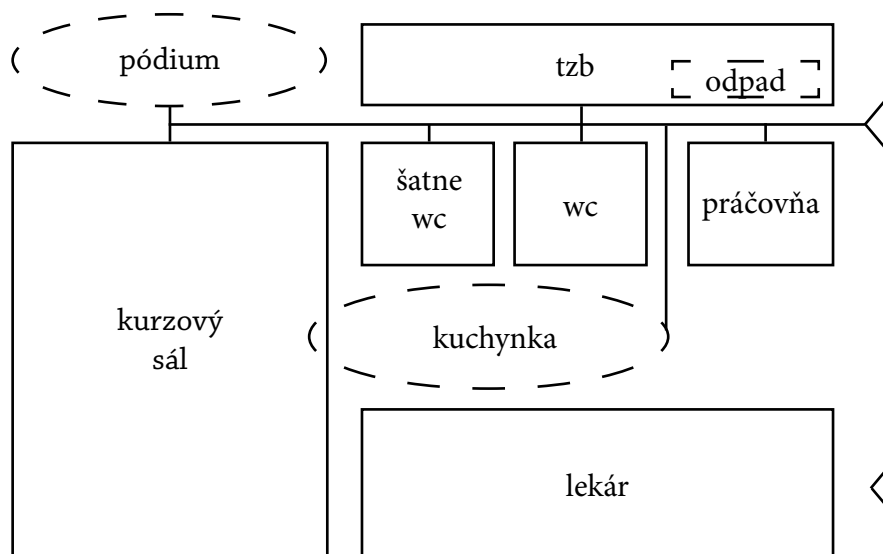 pódium
tzb
odpad
šatne
wc
wc
práčovňa
kurzový
sál
kuchynka
lekár